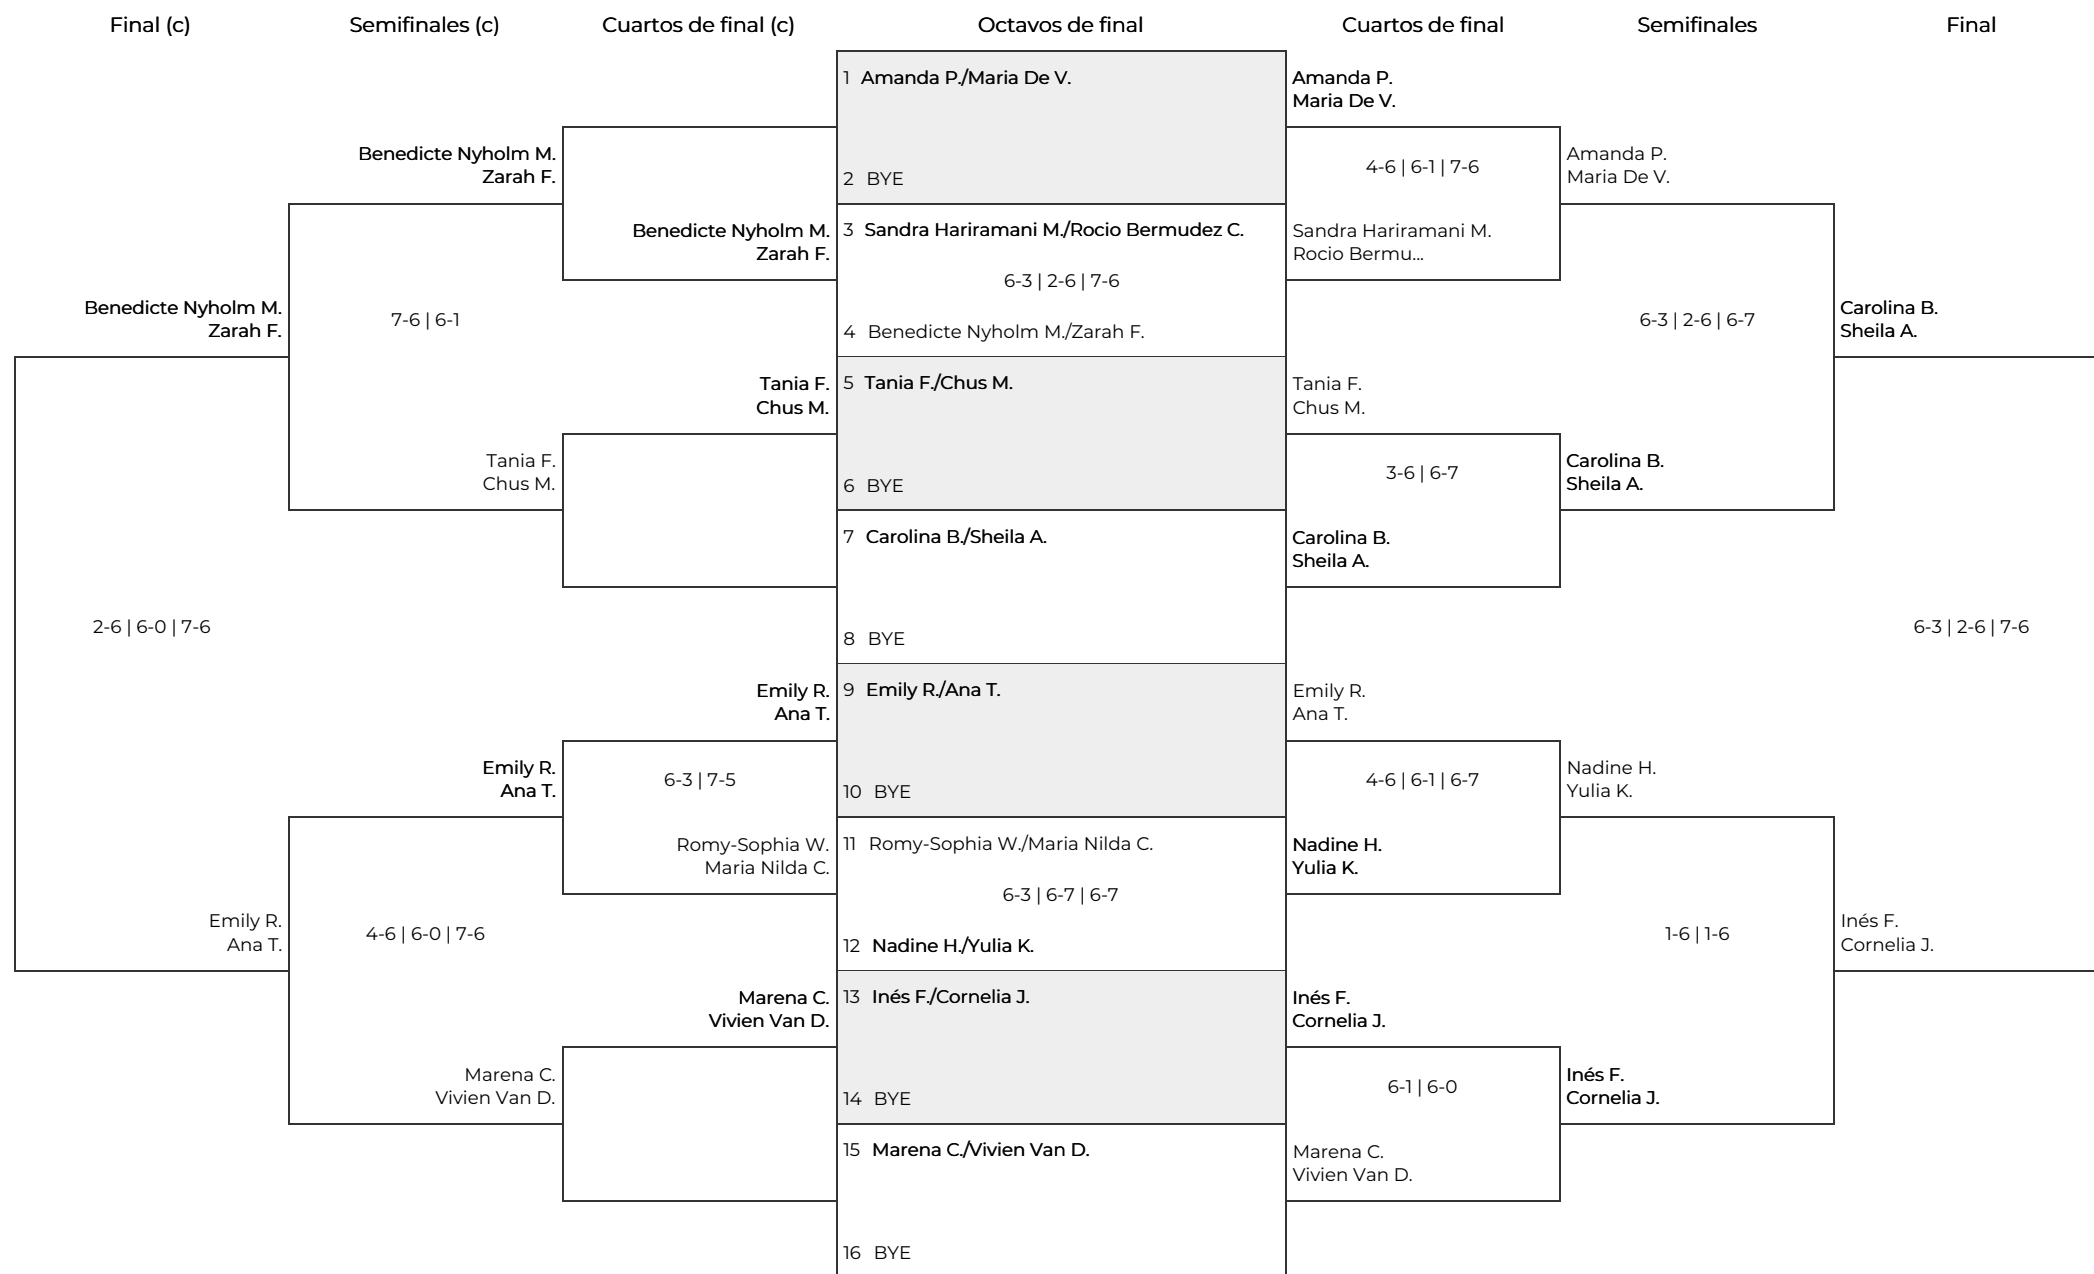 Final (c)
Semifinales (c)
Cuartos de final (c)
Octavos de final
Cuartos de final
Semifinales
Final
Benedicte Nyholm M.
Zarah F.
2-6 | 6-0 | 7-6
Emily R.
Ana T.
Benedicte Nyholm M.
Zarah F.
7-6 | 6-1
Tania F.
Chus M.
Emily R.
Ana T.
4-6 | 6-0 | 7-6
Marena C.
Vivien Van D.
Benedicte Nyholm M.
Zarah F.
Tania F.
Chus M.
Emily R.
Ana T.
6-3 | 7-5
Romy-Sophia W.
Maria Nilda C.
Marena C.
Vivien Van D.
1 Amanda P./Maria De V.
2 BYE
3 Sandra Hariramani M./Rocio Bermudez C.
6-3 | 2-6 | 7-6
4 Benedicte Nyholm M./Zarah F.
5 Tania F./Chus M.
6 BYE
7 Carolina B./Sheila A.
8 BYE
9 Emily R./Ana T.
10 BYE
11 Romy-Sophia W./Maria Nilda C.
6-3 | 6-7 | 6-7
12 Nadine H./Yulia K.
13 Inés F./Cornelia J.
14 BYE
15 Marena C./Vivien Van D.
16 BYE
Amanda P.
Maria De V.
4-6 | 6-1 | 7-6
Sandra Hariramani M.
Rocio Bermu...
Tania F.
Chus M.
3-6 | 6-7
Carolina B.
Sheila A.
Emily R.
Ana T.
4-6 | 6-1 | 6-7
Nadine H.
Yulia K.
Inés F.
Cornelia J.
6-1 | 6-0
Marena C.
Vivien Van D.
Amanda P.
Maria De V.
6-3 | 2-6 | 6-7
Carolina B.
Sheila A.
Nadine H.
Yulia K.
1-6 | 1-6
Inés F.
Cornelia J.
Carolina B.
Sheila A.
6-3 | 2-6 | 7-6
Inés F.
Cornelia J.